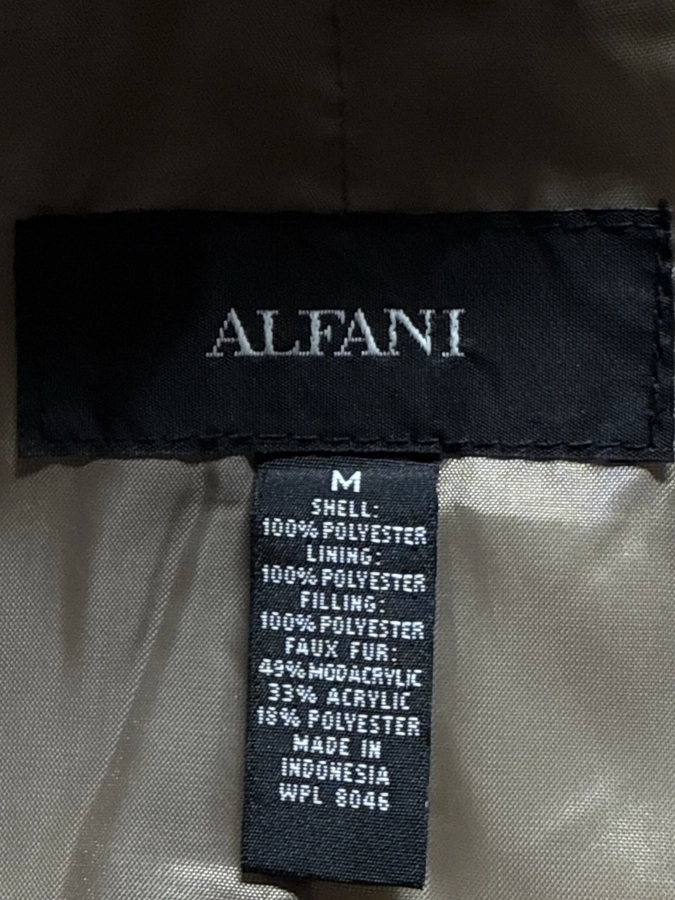 ALFANI
M
SHELL:
100% POLYESTER
LINING:
100% POLYESTER
FILLING:
100% POLYESTER
FAUX FUR:
49% MODACRYLIC
33% ACRYLIC
18% POLYESTER
MADE IN
INDONESIA
WPL 8046